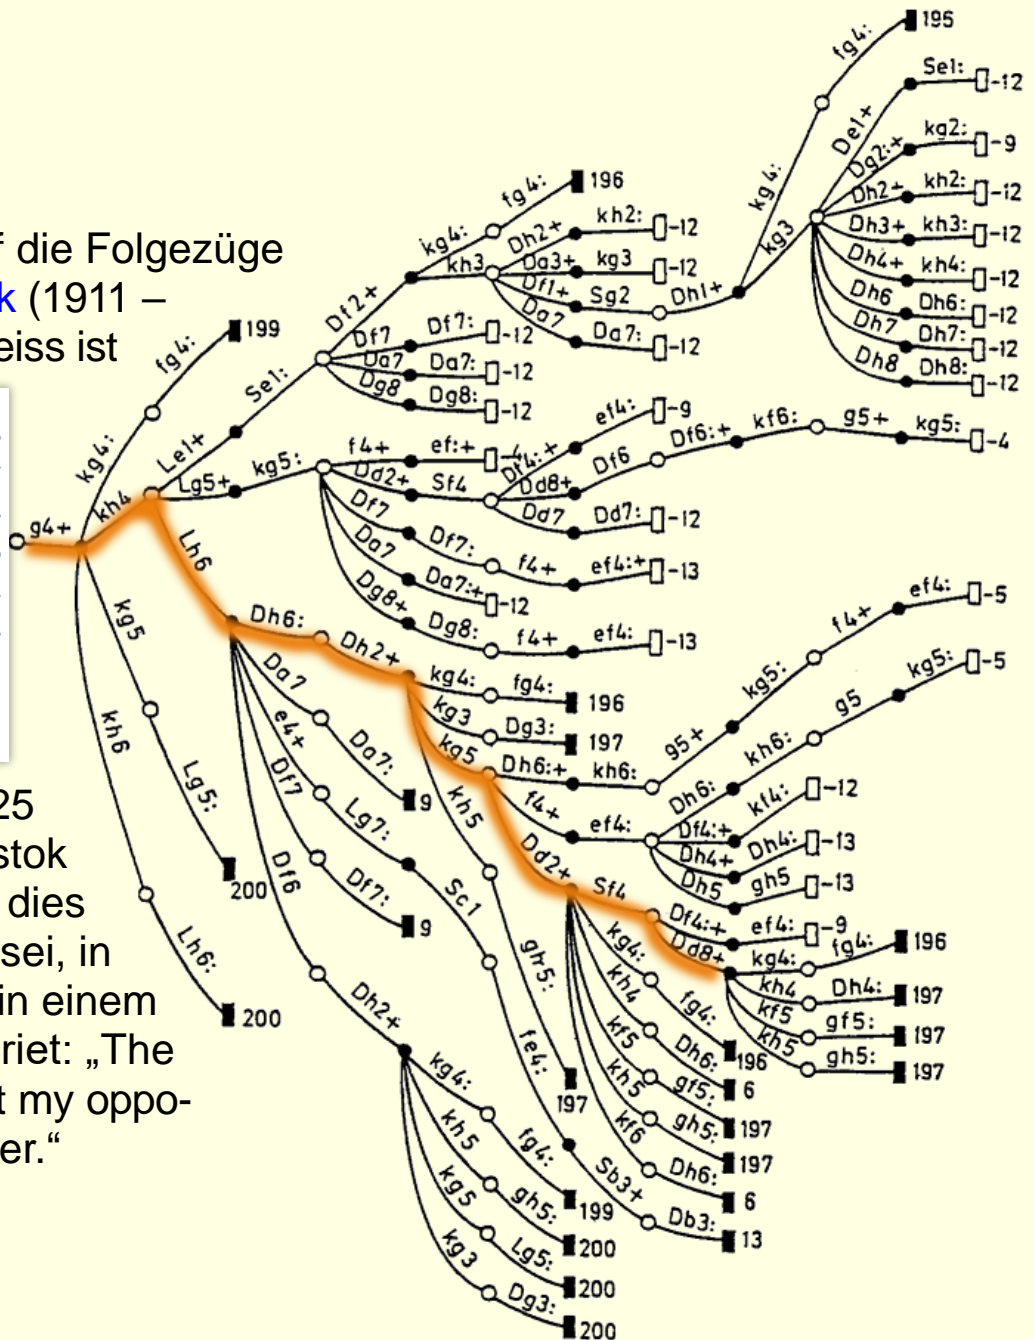 f die Folgezüge
k (1911 –
eiss ist
25
stok
dies
sei, in
in einem
riet: „The
t my oppo-
er.“
g4+
kg4:
fg4:
199
kh4
kg5
Lg5:
200
kh6
Lh6:
200
Le1+
Se1:
Df2+
kg4:
fg4:
196
kh3
Dh2+
kh2:
-12
Da3+
kg3
-12
Df1+
Sg2
Dh1+
kg4:
fg4:
195
kg3
De1+
Se1:
-12
Dg2:+
kg2:
-9
Dh2+
kh2:
-12
Dh3+
kh3:
-12
Dh4+
kh4:
-12
Dh6
Dh6:
-12
Dh7
Dh7:
-12
Dh8
Dh8:
-12
Da7
Da7:
-12
Df7
Df7:
-12
Da7
Da7:
-12
Dg8
Dg8:
-12
Lg5+
kg5:
f4+
ef:+
-4
Dd2+
Sf4
Df4:+
ef4:
-9
Dd8+
Df6
Df6:+
kf6:
g5+
kg5:
-4
Dd7
Dd7:
-12
Df7
Df7:
f4+
ef4:+
-13
Da7
Da7:+
-12
Dg8+
Dg8:
f4+
ef4:
-13
Lh6
Dh6:
Dh2+
kg4:
fg4:
196
kg3
Dg3:
197
kg5
Dh6:+
kh6:
g5+
kg5:
f4+
ef4:
-5
f4+
ef4:
Dh6:
kh6:
g5
kg5:
-5
Df4:+
kf4:
-12
Dh4+
Dh4:
-13
Dh5
gh5
-13
Dd2+
Sf4
Df4:+
ef4:
-9
Dd8+
kg4:
fg4:
196
kh4
Dh4:
197
kf5
gf5:
197
kh5
gh5:
197
kg4:
fg4:
196
kh4
Dh6:
6
kf5
gf5:
197
kh5
gh5:
197
kf6
Dh6:
6
kh5
gh5:
197
Da7
Da7:
9
e4+
Lg7:
Sc1
fe4:
Sb3+
Db3:
13
Df7
Df7:
9
Df6
Dh2+
kg4:
fg4:
199
kh5
gh5:
200
kg5
Lg5:
200
kg3
Dg3:
200